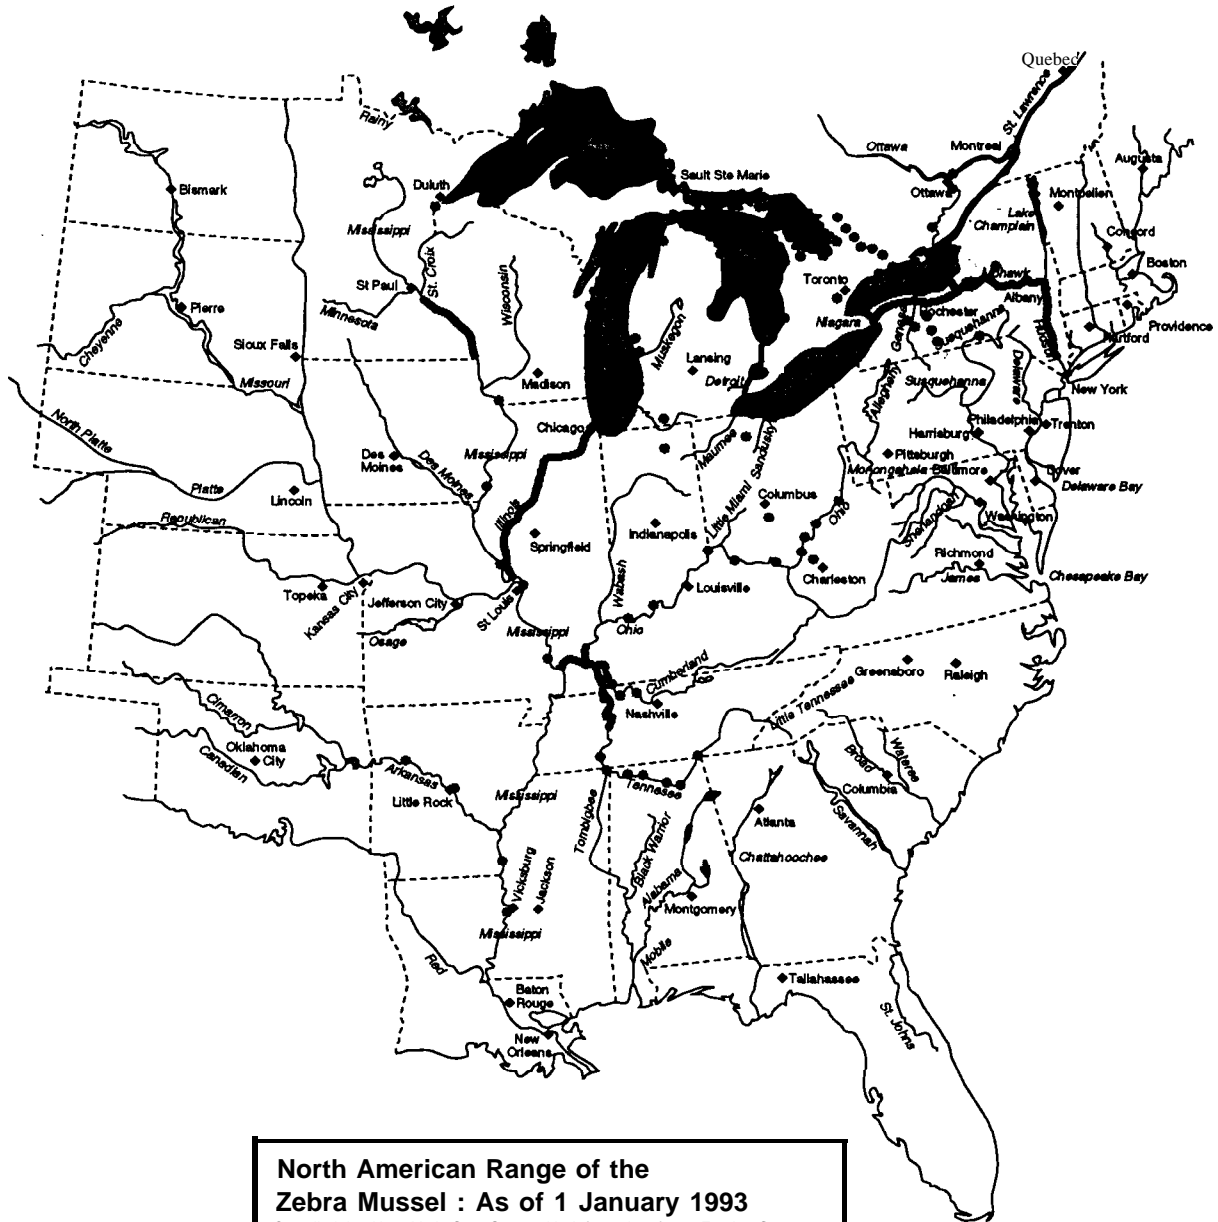 Quebec
St. Lawrence
Rainy
Ottawa
Montreal
Augusta
Sault Ste Marie
Duluth
Ottawa
Montpelier
Bismark
Lake
Champlain
Mississippi
Concord
St. Croix
Boston
St Paul
Wisconsin
Toronto
Albany
Minnesota
Pierre
Niagara
Rochester
Providence
Cheyenne
Muskegon
Susquehanna
Hudson
Hartford
Sioux Falls
Lansing
Delaware
Missouri
Madison
Detroit
Allegheny
Susquehanna
New York
North Platte
Chicago
Philadelphia
Trenton
Harrisburg
Des
Moines
Des Moines
Mississippi
Maumee
Sandusky
Pittsburgh
Monongahela
Baltimore
Dover
Platte
Lincoln
Delaware Bay
Illinois
Little Miami
Columbus
Ohio
Republican
Shenandoah
Washington
Springfield
Indianapolis
Richmond
Topeka
Kansas City
Jefferson City
St Louis
Wabash
Louisville
Charleston
James
Chesapeake Bay
Osage
Mississippi
Ohio
Cumberland
Greensboro
Raleigh
Cimarron
Nashville
Little Tennessee
Oklahoma
City
Canadian
Arkansas
Little Rock
Mississippi
Tennesee
Broad
Wateree
Columbia
Tombigbee
Black Warrior
Atlanta
Savannah
Chattahoochee
Vicksburg
Jackson
Alabama
Montgomery
Mississippi
Mobile
Red
Tallahassee
Baton
Rouge
St. Johns
New
Orleans
North American Range of the
Zebra Mussel : As of 1 January 1993